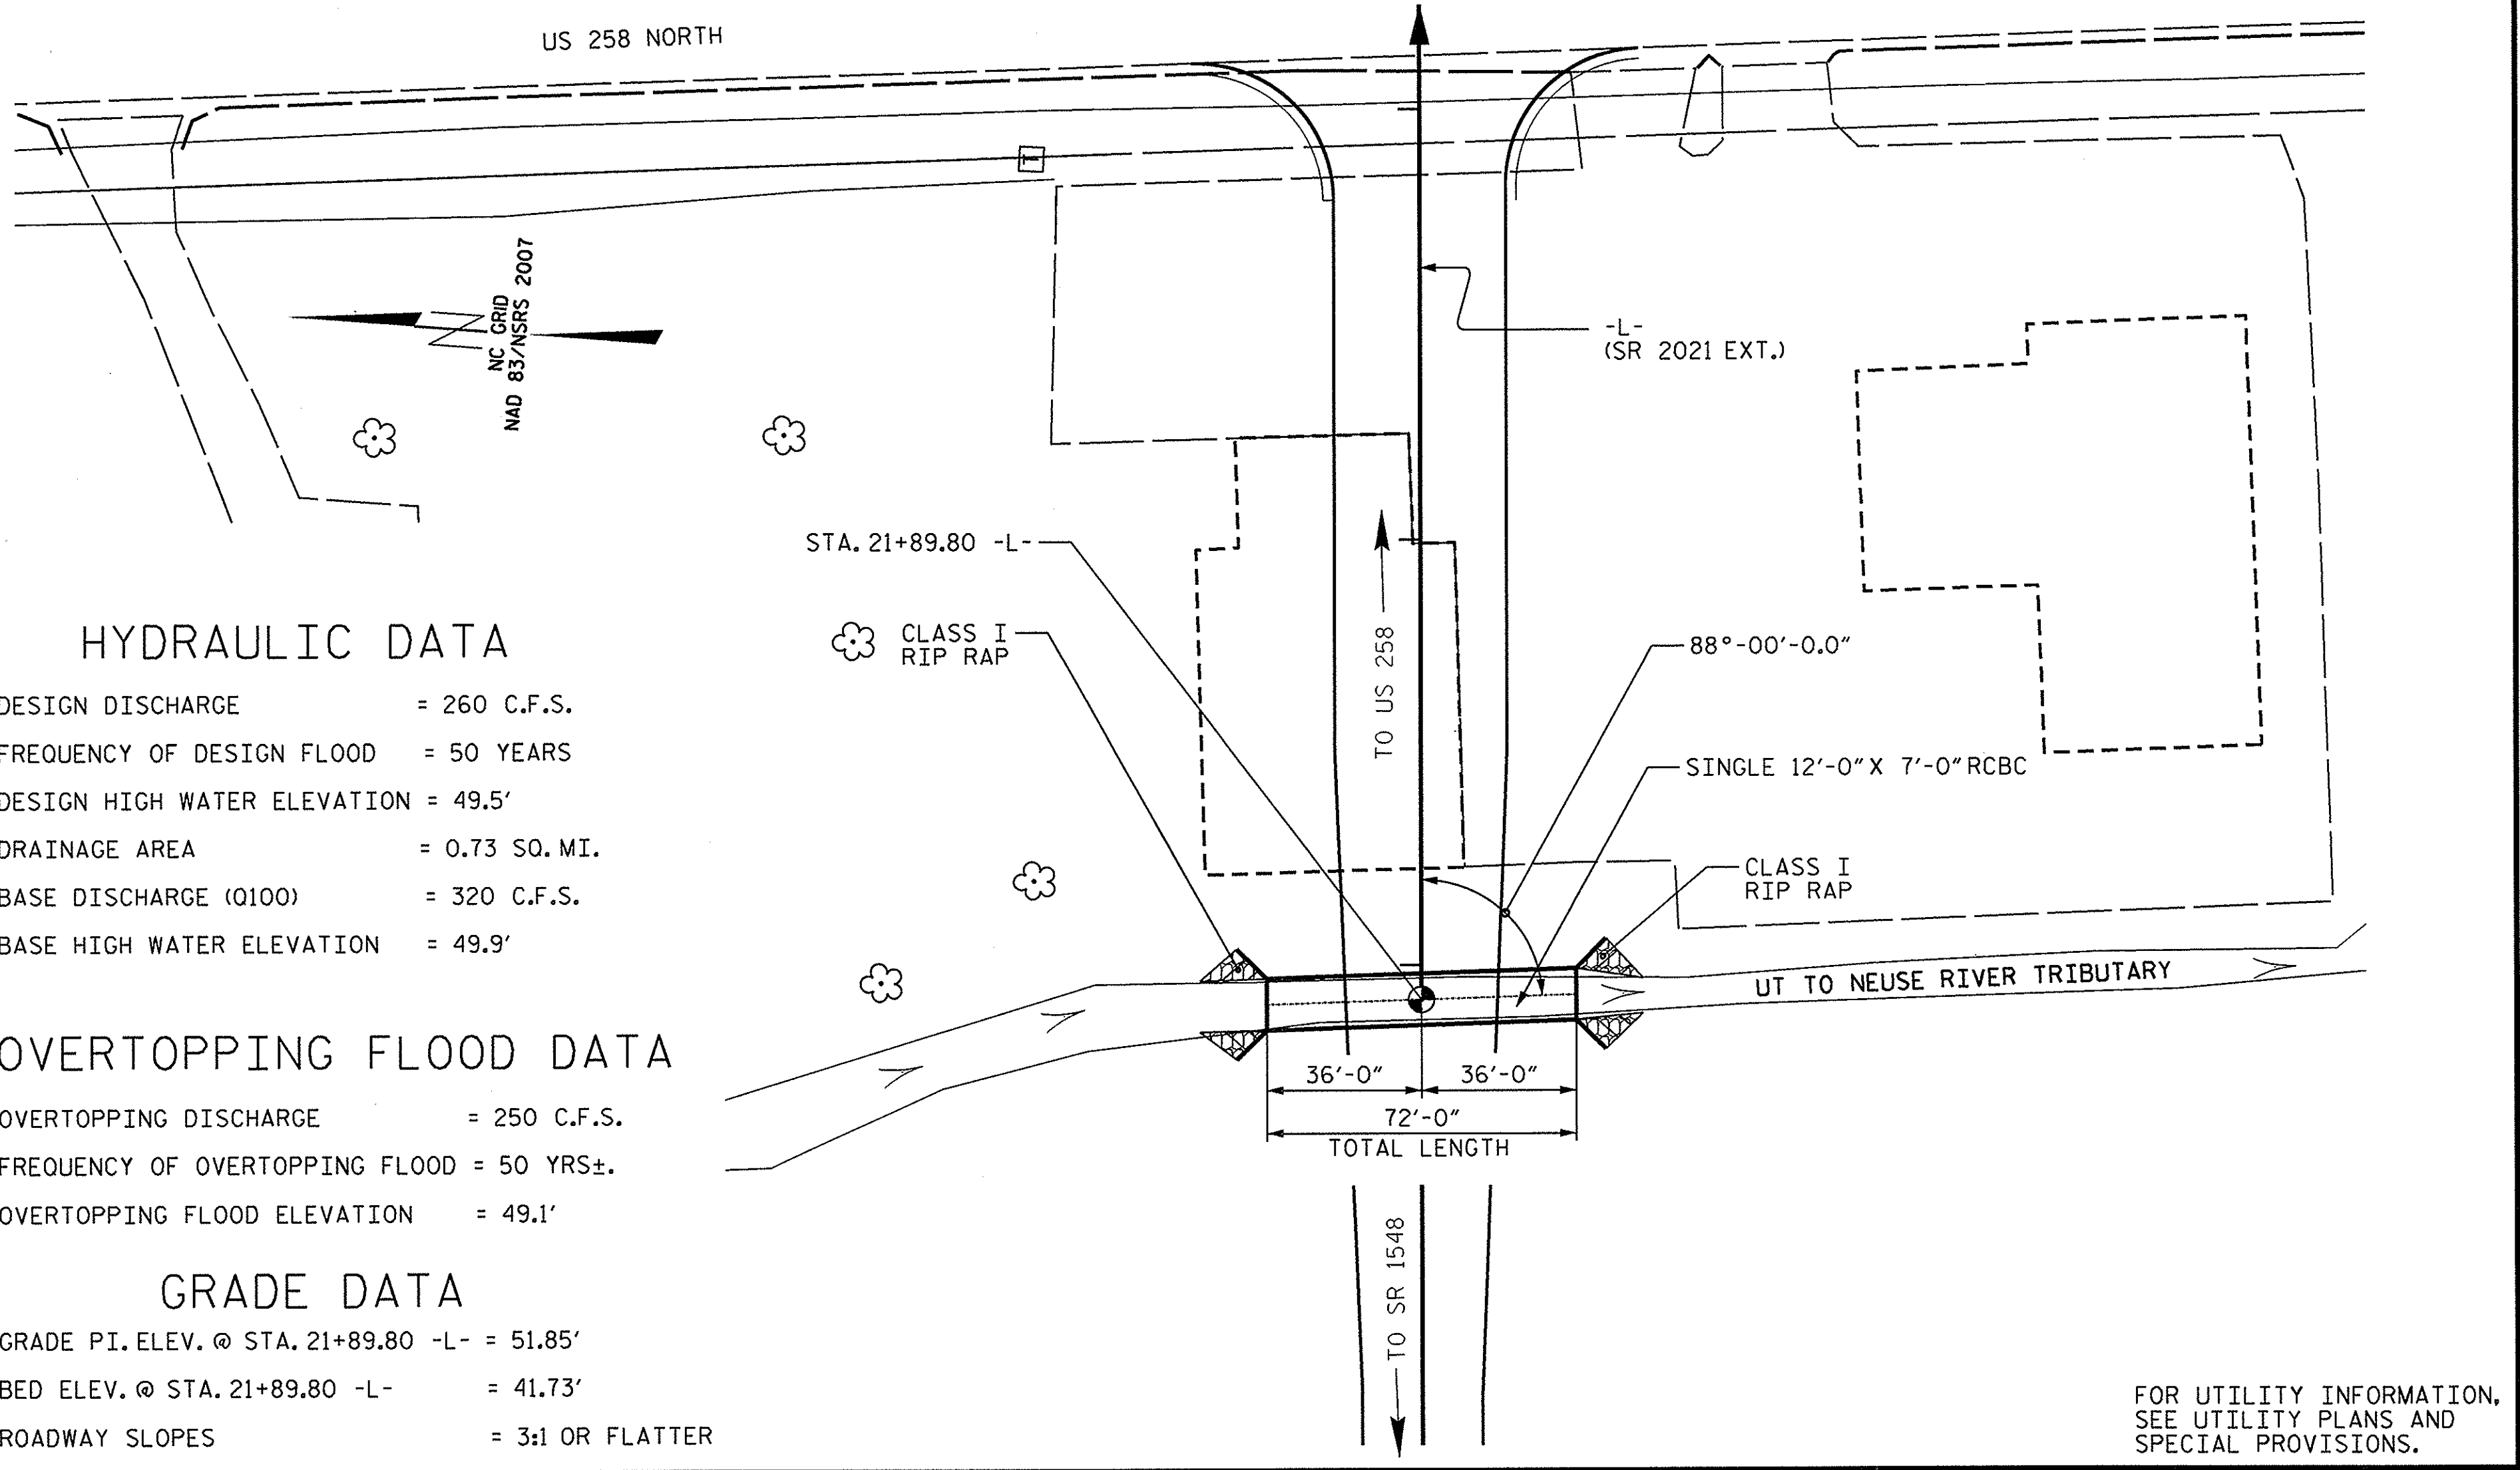 US 258 NORTH
NC GRID
NAD 83/NSRS 2007
-L-
(SR 2021 EXT.)
STA. 21+89.80 -L-
CLASS I
RIP RAP
TO US 258
88°-00'-0.0"
SINGLE 12'-0" X 7'-0" RCBC
CLASS I
RIP RAP
UT TO NEUSE RIVER TRIBUTARY
36'-0" 36'-0"
72'-0"
TOTAL LENGTH
TO SR 1548
T
HYDRAULIC DATA
DESIGN DISCHARGE = 260 C.F.S.
FREQUENCY OF DESIGN FLOOD = 50 YEARS
DESIGN HIGH WATER ELEVATION = 49.5'
DRAINAGE AREA = 0.73 SQ. MI.
BASE DISCHARGE (Q100) = 320 C.F.S.
BASE HIGH WATER ELEVATION = 49.9'
OVERTOPPING FLOOD DATA
OVERTOPPING DISCHARGE = 250 C.F.S.
FREQUENCY OF OVERTOPPING FLOOD = 50 YRS±.
OVERTOPPING FLOOD ELEVATION = 49.1'
GRADE DATA
GRADE PI. ELEV. @ STA. 21+89.80 -L- = 51.85'
BED ELEV. @ STA. 21+89.80 -L- = 41.73'
ROADWAY SLOPES = 3:1 OR FLATTER
FOR UTILITY INFORMATION,
SEE UTILITY PLANS AND
SPECIAL PROVISIONS.